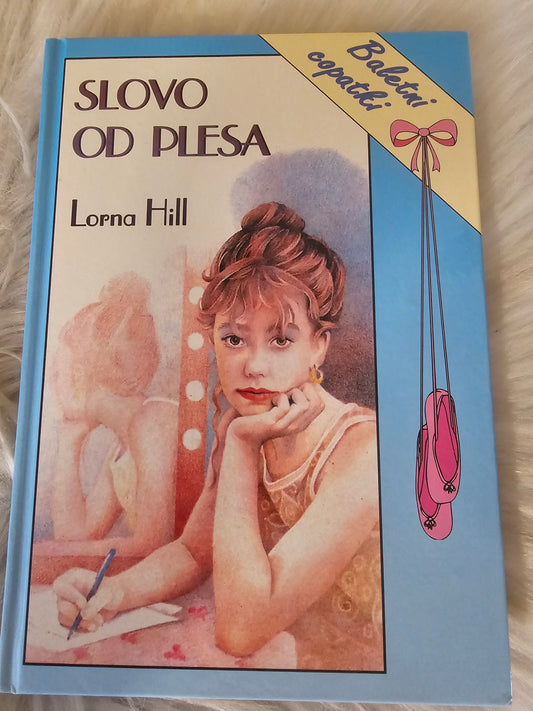 Baletni
copatki
SLOVO
OD PLESA
Lorna Hill